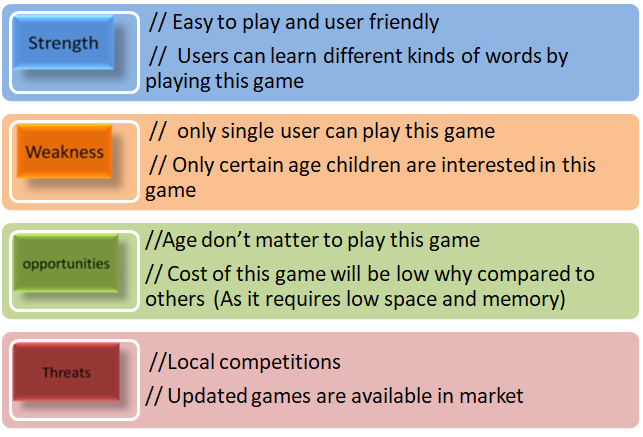 Strength
// Easy to play and user friendly
// Users can learn different kinds of words by
playing this game
Weakness
// only single user can play this game
// Only certain age children are interested in this
game
opportunities
//Age don't matter to play this game
// Cost of this game will be low why compared to
others (As it requires low space and memory)
Threats
//Local competitions
// Updated games are available in market